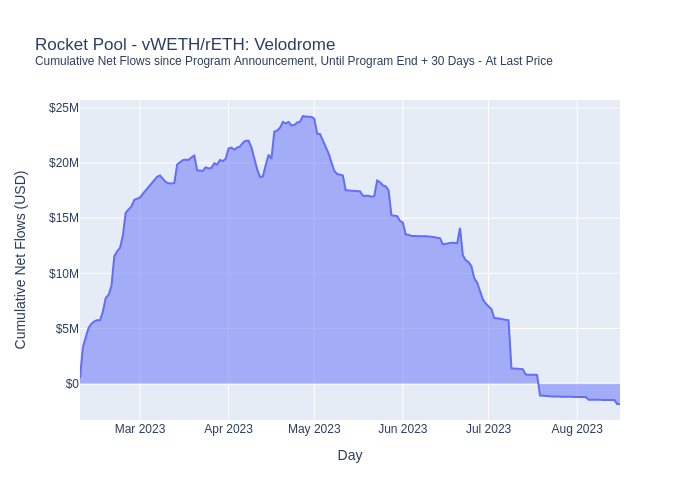 Rocket Pool - vWETH/rETH: Velodrome
Cumulative Net Flows since Program Announcement, Until Program End + 30 Days - At Last Price
Cumulative Net Flows (USD)
$25M
$20M
$15M
$10M
$5M
$0
Mar 2023 Apr 2023 May 2023 Jun 2023 Jul 2023 Aug 2023
Day